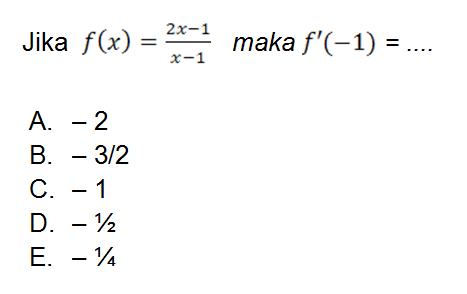 Jika f(x) = 2x−1/x−1 maka f'(−1) = ....
A. – 2
B. – 3/2
C. – 1
D. – ½
E. – ¼